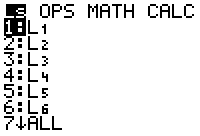 OPS MATH CALC
1:L₁
2:L₂
3:L₃
4:L₄
5:L₅
6:L₆
7↓ALL